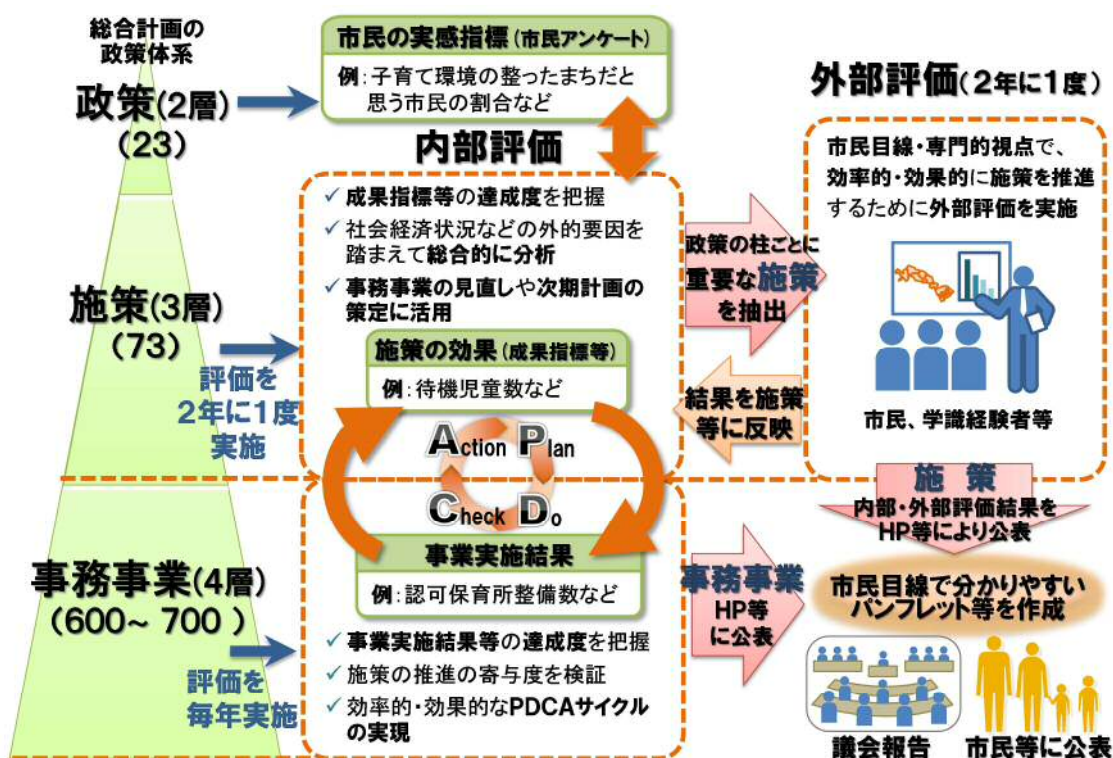 総合計画の
政策体系
政策(2層)
(23)
施策(3層)
(73)
評価を
2年に1度
実施
事務事業(4層)
(600~ 700 )
評価を
毎年実施
市民の実感指標(市民アンケート)
例:子育て環境の整ったまちだと
思う市民の割合など
内部評価
✓ 成果指標等の達成度を把握
✓ 社会経済状況などの外的要因を
踏まえて総合的に分析
✓ 事務事業の見直しや次期計画の
策定に活用
施策の効果(成果指標等)
例:待機児童数など
Action Plan
Check Do
事業実施結果
例:認可保育所整備数など
✓ 事業実施結果等の達成度を把握
✓ 施策の推進の寄与度を検証
✓ 効率的・効果的なPDCAサイクル
の実現
政策の柱ごとに
重要な施策
を抽出
結果を施策
等に反映
事務事業
HP等
に公表
外部評価(2年に1度)
市民目線・専門的視点で、
効率的・効果的に施策を推進
するために外部評価を実施
市民、学識経験者等
施 策
内部・外部評価結果を
HP等により公表
市民目線で分かりやすい
パンフレット等を作成
議会報告
市民等に公表